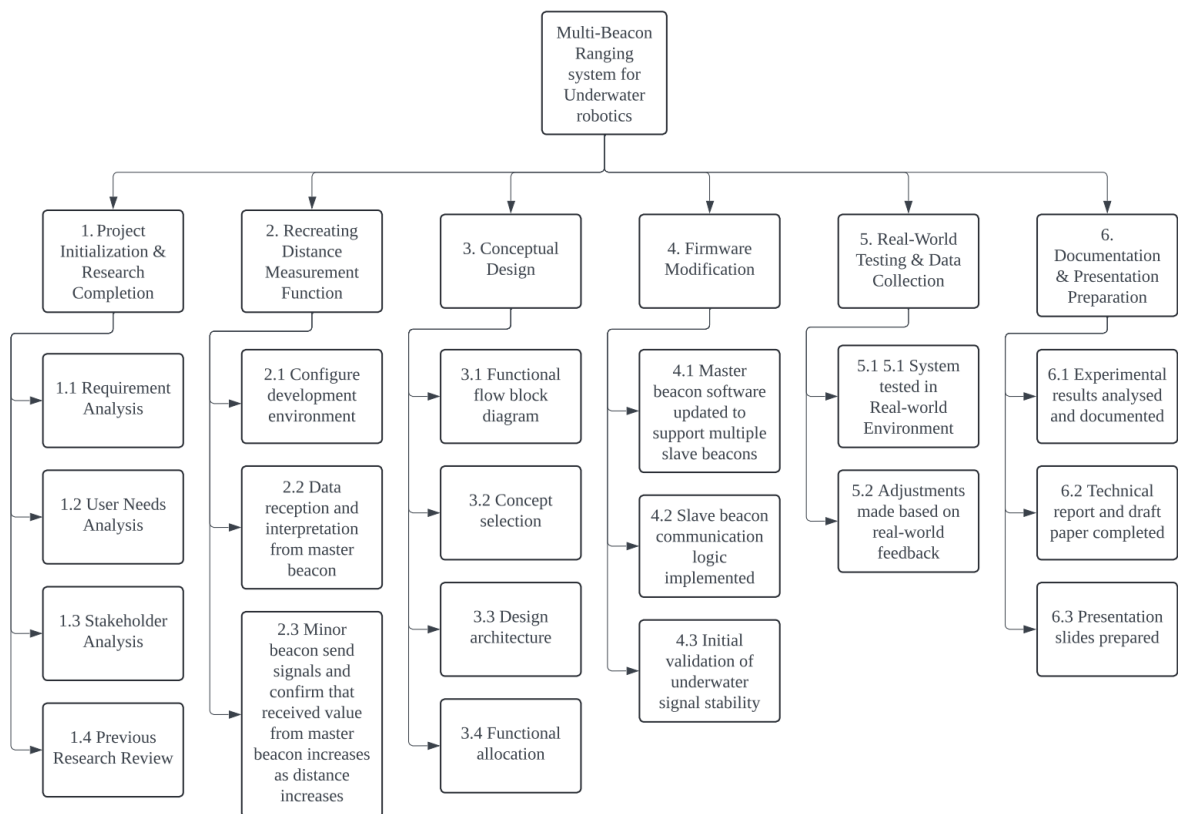 Multi-Beacon
Ranging
system for
Underwater
robotics
1. Project
Initialization &
Research
Completion
2. Recreating
Distance
Measurement
Function
3. Conceptual
Design
4. Firmware
Modification
5. Real-World
Testing & Data
Collection
6.
Documentation
& Presentation
Preparation
1.1 Requirement
Analysis
1.2 User Needs
Analysis
1.3 Stakeholder
Analysis
1.4 Previous
Research Review
2.1 Configure
development
environment
2.2 Data
reception and
interpretation
from master
beacon
2.3 Minor
beacon send
signals and
confirm that
received value
from master
beacon increases
as distance
increases
3.1 Functional
flow block
diagram
3.2 Concept
selection
3.3 Design
architecture
3.4 Functional
allocation
4.1 Master
beacon software
updated to
support multiple
slave beacons
4.2 Slave beacon
communication
logic
implemented
4.3 Initial
validation of
underwater
signal stability
5.1 5.1 System
tested in
Real-world
Environment
5.2 Adjustments
made based on
real-world
feedback
6.1 Experimental
results analysed
and documented
6.2 Technical
report and draft
paper completed
6.3 Presentation
slides prepared